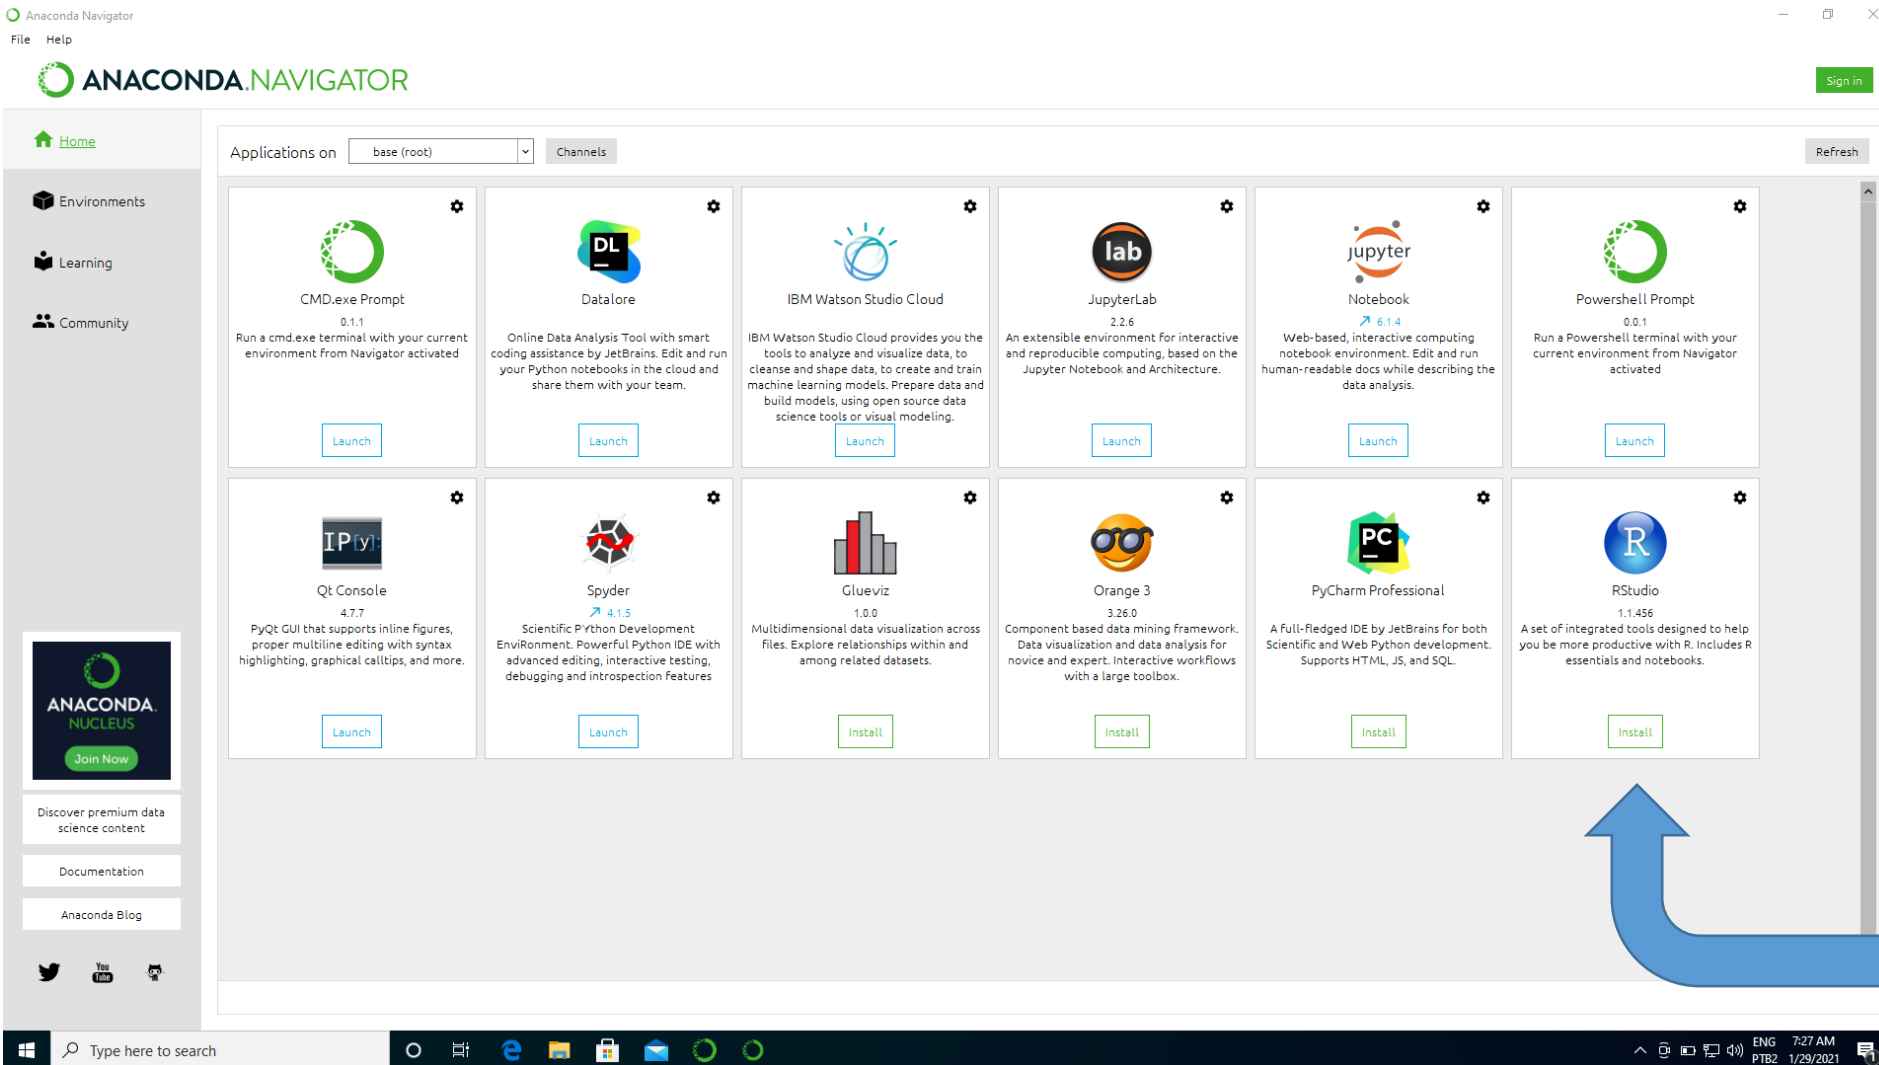 Anaconda Navigator
File Help
ANACONDA.NAVIGATOR
Sign in
Home
Environments
Learning
Community
Applications on base (root) Channels Refresh
CMD.exe Prompt
0.1.1
Run a cmd.exe terminal with your current
environment from Navigator activated
Launch
DL
Datalore
Online Data Analysis Tool with smart
coding assistance by JetBrains. Edit and run
your Python notebooks in the cloud and
share them with your team.
Launch
IBM Watson Studio Cloud
IBM Watson Studio Cloud provides you the
tools to analyze and visualize data, to
cleanse and shape data, to create and train
machine learning models. Prepare data and
build models, using open source data
science tools or visual modeling.
Launch
lab
JupyterLab
2.2.6
An extensible environment for interactive
and reproducible computing, based on the
Jupyter Notebook and Architecture.
Launch
jupyter
Notebook
6.1.4
Web-based, interactive computing
notebook environment. Edit and run
human-readable docs while describing the
data analysis.
Launch
Powershell Prompt
0.0.1
Run a Powershell terminal with your
current environment from Navigator
activated
Launch
IP[y]:
Qt Console
4.7.7
PyQt GUI that supports inline figures,
proper multiline editing with syntax
highlighting, graphical calltips, and more.
Launch
Spyder
4.1.5
Scientific PYthon Development
EnviRonment. Powerful Python IDE with
advanced editing, interactive testing,
debugging and introspection features
Launch
Glueviz
1.0.0
Multidimensional data visualization across
files. Explore relationships within and
among related datasets.
Install
Orange 3
3.26.0
Component based data mining framework.
Data visualization and data analysis for
novice and expert. Interactive workflows
with a large toolbox.
Install
PC
PyCharm Professional
A full-fledged IDE by JetBrains for both
Scientific and Web Python development.
Supports HTML, JS, and SQL.
Install
R
RStudio
1.1.456
A set of integrated tools designed to help
you be more productive with R. Includes R
essentials and notebooks.
Install
ANACONDA.
NUCLEUS
Join Now
Discover premium data
science content
Documentation
Anaconda Blog
You
Tube
Type here to search
ENG 7:27 AM
PTB2 1/29/2021
1